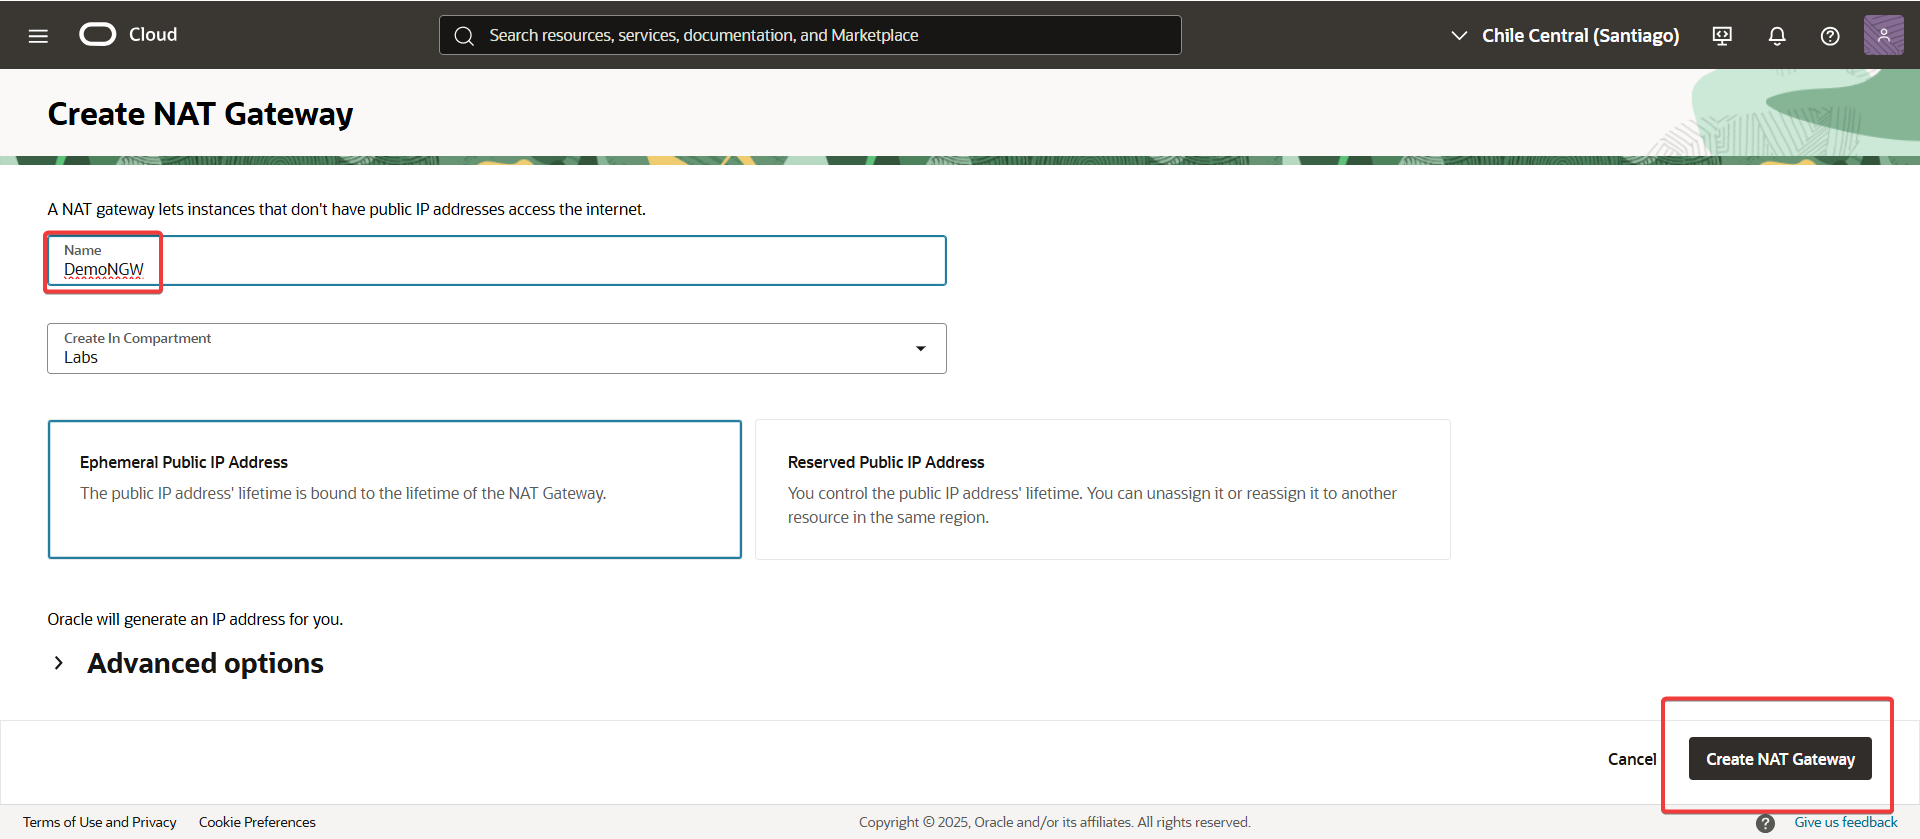 Cloud
Search resources, services, documentation, and Marketplace
Chile Central (Santiago)
Create NAT Gateway
A NAT gateway lets instances that don't have public IP addresses access the internet.
Name
DemoNGW
Create In Compartment
Labs
Ephemeral Public IP Address
The public IP address' lifetime is bound to the lifetime of the NAT Gateway.
Reserved Public IP Address
You control the public IP address' lifetime. You can unassign it or reassign it to another
resource in the same region.
Oracle will generate an IP address for you.
Advanced options
Cancel
Create NAT Gateway
Terms of Use and Privacy
Cookie Preferences
Copyright © 2025, Oracle and/or its affiliates. All rights reserved.
Give us feedback